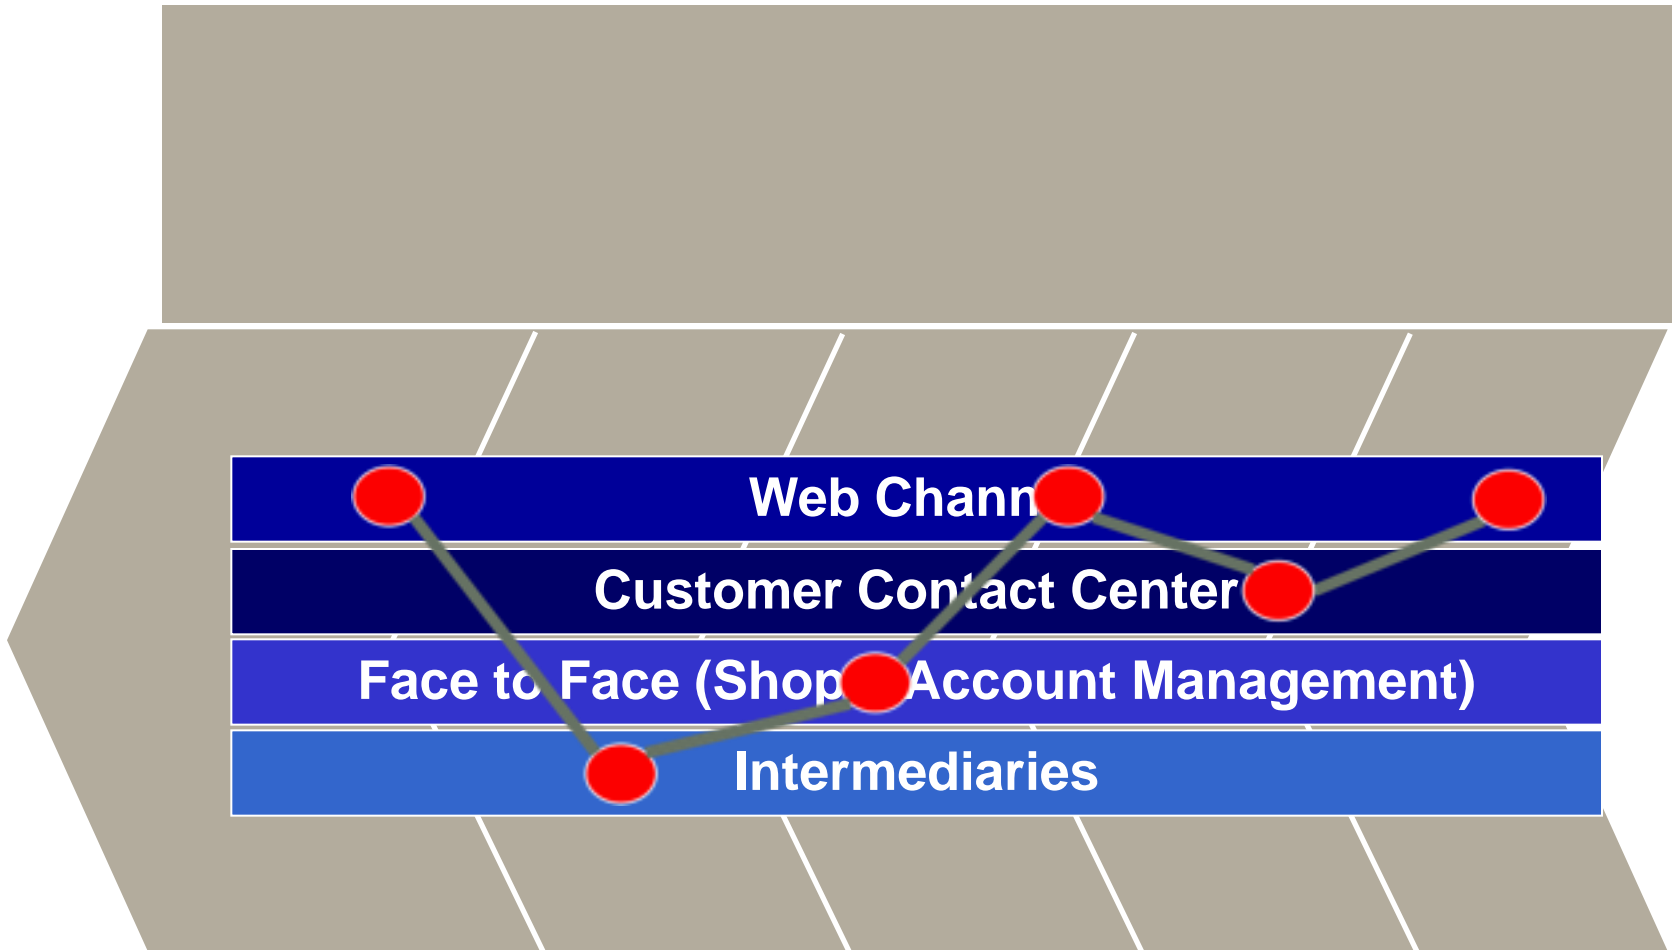 Web Chann
Customer Contact Center
Face to Face (Shop Account Management)
Intermediaries